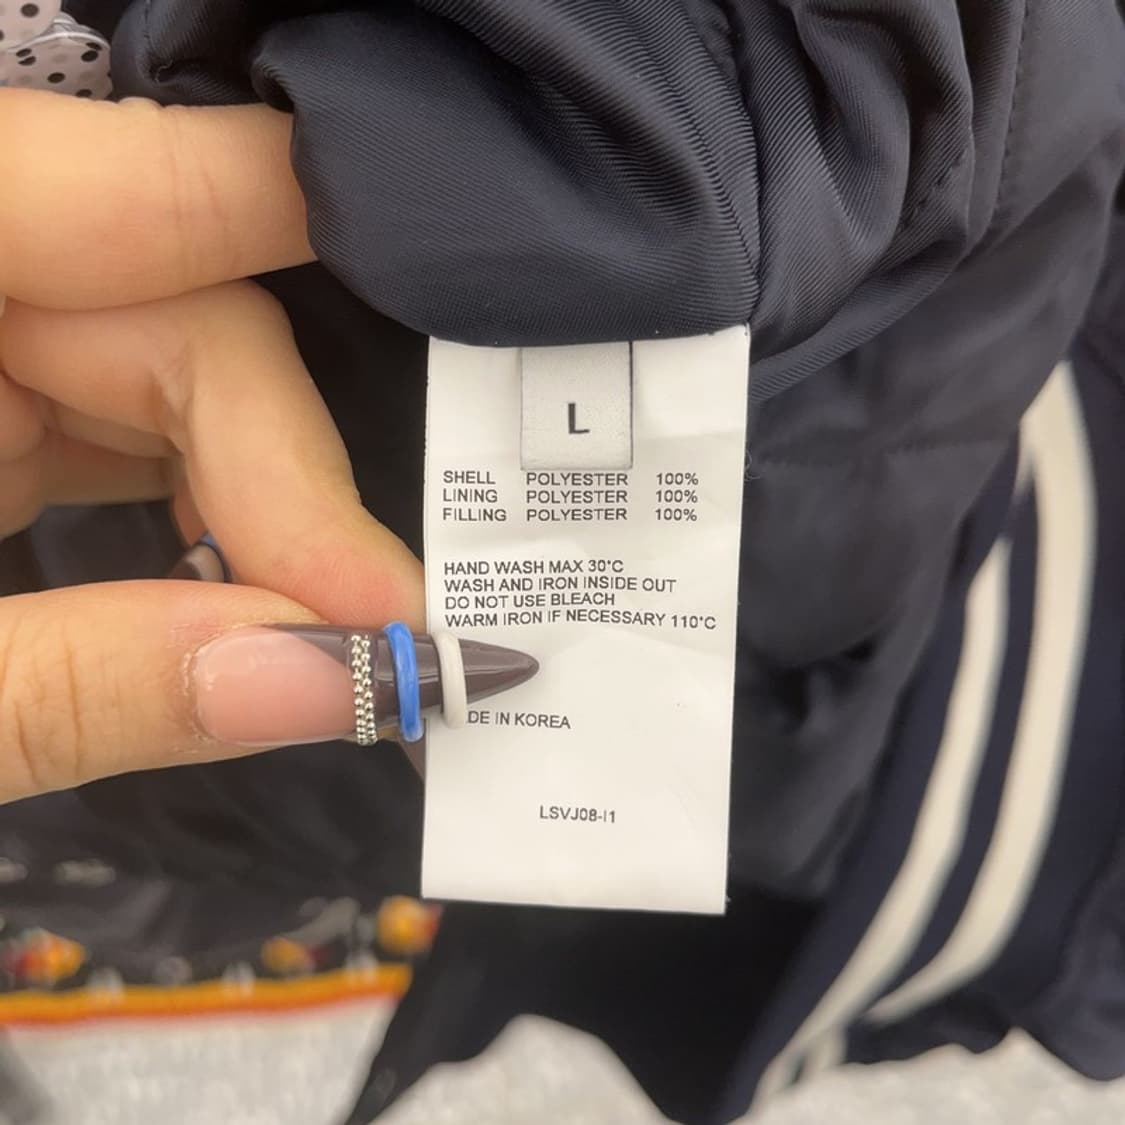 L
SHELL POLYESTER 100%
LINING POLYESTER 100%
FILLING POLYESTER 100%
HAND WASH MAX 30°C
WASH AND IRON INSIDE OUT
DO NOT USE BLEACH
WARM IRON IF NECESSARY 110°C
DE IN KOREA
LSVJ08-I1